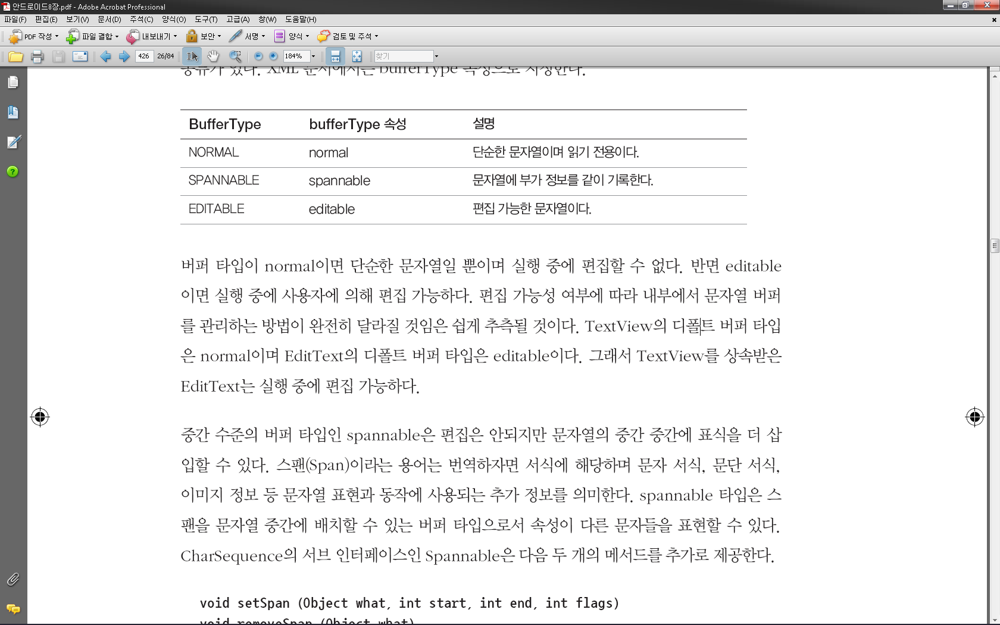 안드로이드8장.pdf - Adobe Acrobat Professional
파일(F) 편집(E) 보기(V) 문서(D) 주석(C) 양식(O) 도구(T) 고급(A) 창(W) 도움말(H)
PDF 작성 파일 결합 내보내기 보안 서명 양식 검토 및 주석
426 26/84 184% 찾기
종류가 있다. XML 문서에서는 bufferType 속성으로 지정한다.
BufferType bufferType 속성 설명
NORMAL normal 단순한 문자열이며 읽기 전용이다.
SPANNABLE spannable 문자열에 부가 정보를 같이 기록한다.
EDITABLE editable 편집 가능한 문자열이다.
버퍼 타입이 normal이면 단순한 문자열일 뿐이며 실행 중에 편집할 수 없다. 반면 editable
이면 실행 중에 사용자에 의해 편집 가능하다. 편집 가능성 여부에 따라 내부에서 문자열 버퍼
를 관리하는 방법이 완전히 달라질 것임은 쉽게 추측될 것이다. TextView의 디폴트 버퍼 타입
은 normal이며 EditText의 디폴트 버퍼 타입은 editable이다. 그래서 TextView를 상속받은
EditText는 실행 중에 편집 가능하다.
중간 수준의 버퍼 타입인 spannable은 편집은 안되지만 문자열의 중간 중간에 표식을 더 삽
입할 수 있다. 스팬(Span)이라는 용어는 번역하자면 서식에 해당하며 문자 서식, 문단 서식,
이미지 정보 등 문자열 표현과 동작에 사용되는 추가 정보를 의미한다. spannable 타입은 스
팬을 문자열 중간에 배치할 수 있는 버퍼 타입으로서 속성이 다른 문자들을 표현할 수 있다.
CharSequence의 서브 인터페이스인 Spannable은 다음 두 개의 메서드를 추가로 제공한다.
void setSpan (Object what, int start, int end, int flags)
void removeSpan (Object what)